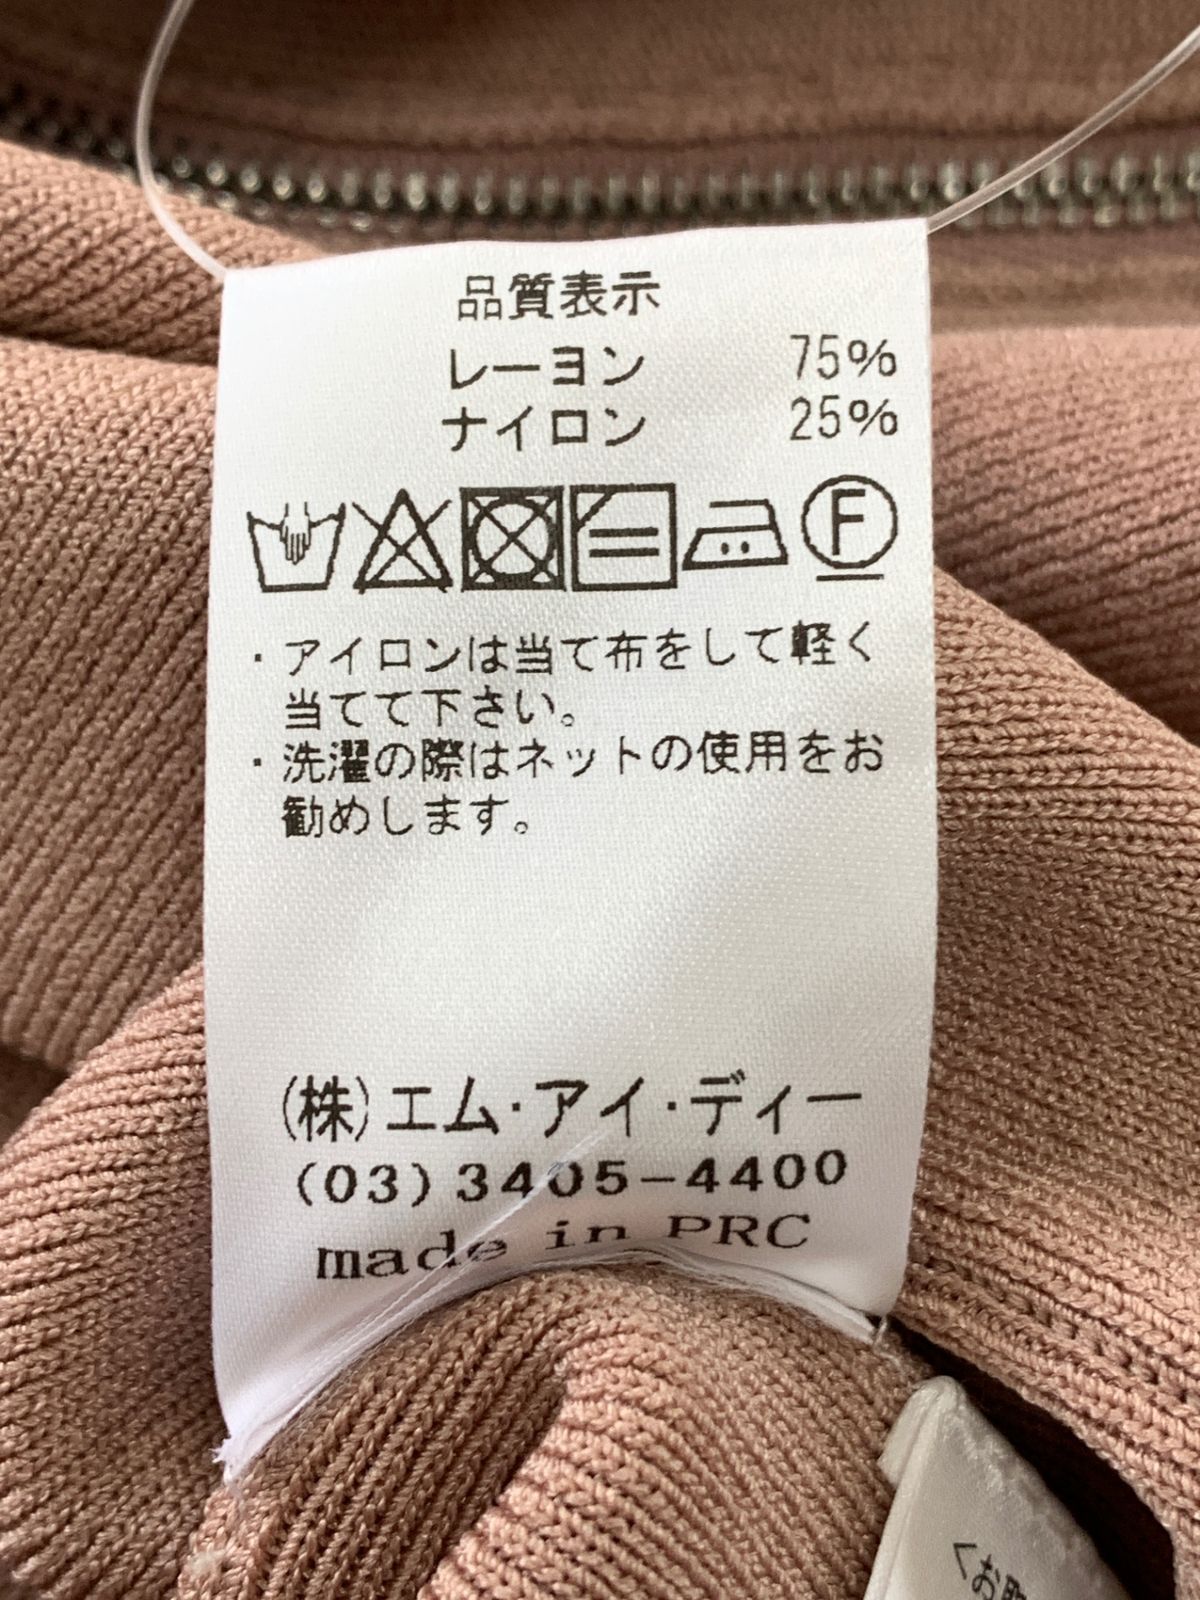 品質表示
レーヨン 75%
ナイロン 25%
F
・アイロンは当て布をして軽く
当てて下さい。
・洗濯の際はネットの使用をお
勧めします。
(株)エム・アイ・ディー
(03)3405-4400
made in PRC
<お